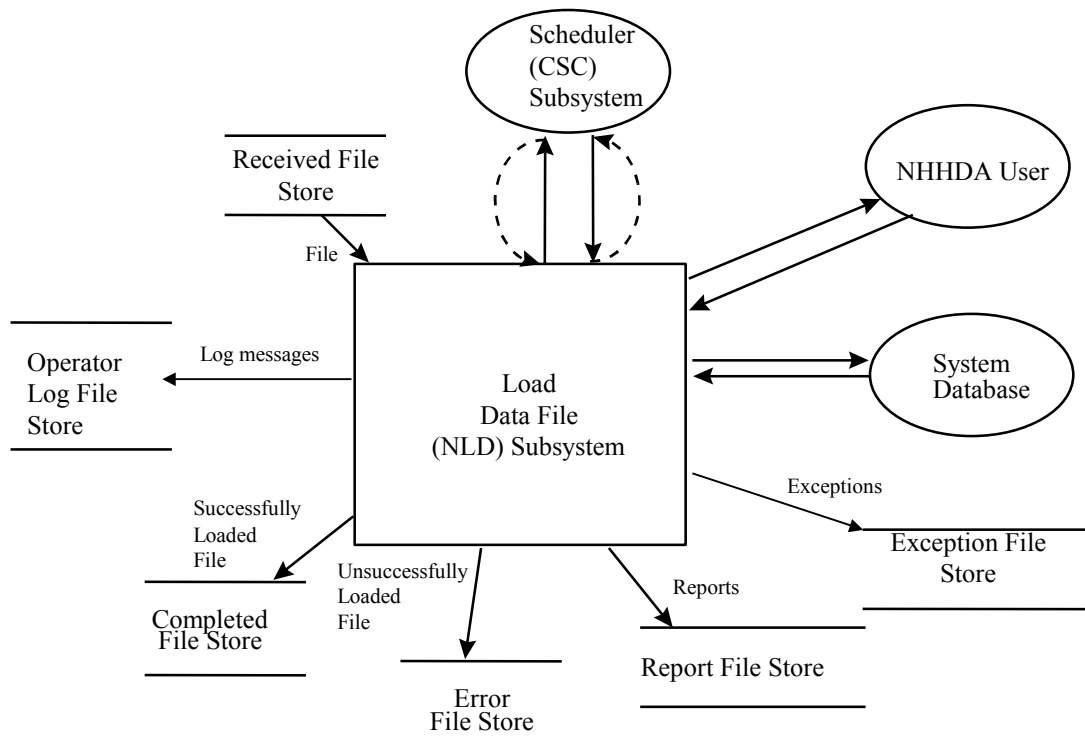 Scheduler
(CSC)
Subsystem
Received File
Store
NHHDA User
File
Operator
Log File
Store
Log messages
Load
Data File
(NLD) Subsystem
System
Database
Successfully
Loaded
File
Unsuccessfully
Loaded
File
Reports
Exceptions
Exception File
Store
Completed
File Store
Error
File Store
Report File Store